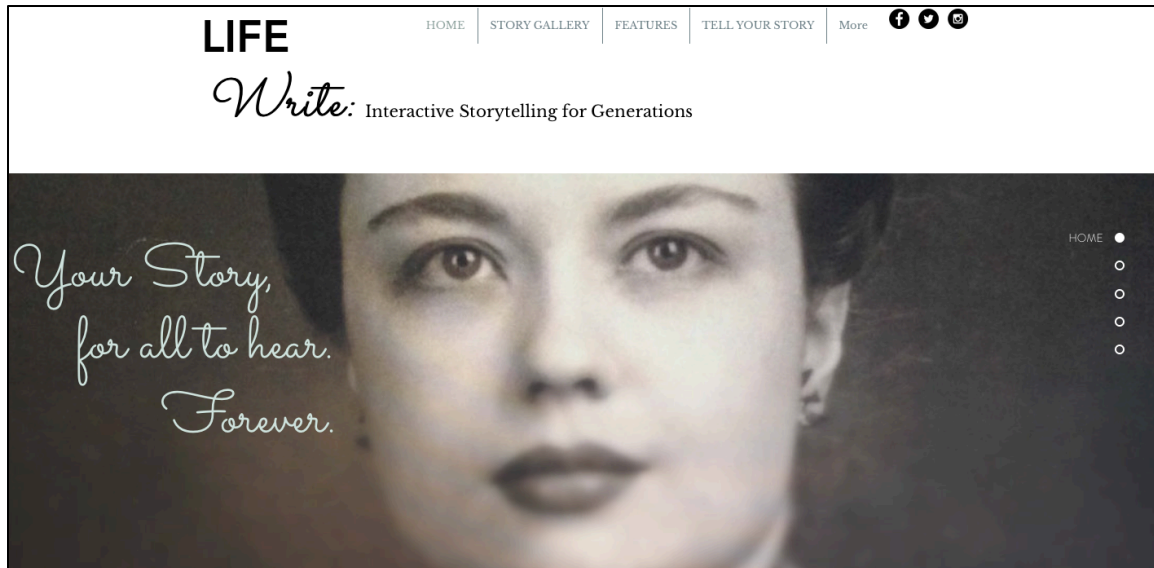 LIFE
HOME STORY GALLERY FEATURES TELL YOUR STORY More
Write: Interactive Storytelling for Generations
HOME
Your Story,
for all to hear.
Forever.